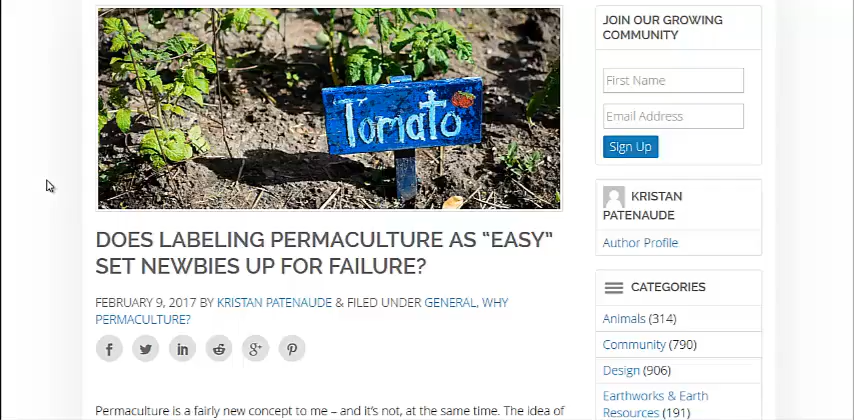 Tomato
DOES LABELING PERMACULTURE AS “EASY”
SET NEWBIES UP FOR FAILURE?
FEBRUARY 9, 2017 BY KRISTAN PATENAUDE & FILED UNDER GENERAL, WHY
PERMACULTURE?
Permaculture is a fairly new concept to me – and it’s not, at the same time. The idea of
JOIN OUR GROWING
COMMUNITY
First Name
Email Address
Sign Up
KRISTAN
PATENAUDE
Author Profile
CATEGORIES
Animals (314)
Community (790)
Design (906)
Earthworks & Earth
Resources (191)